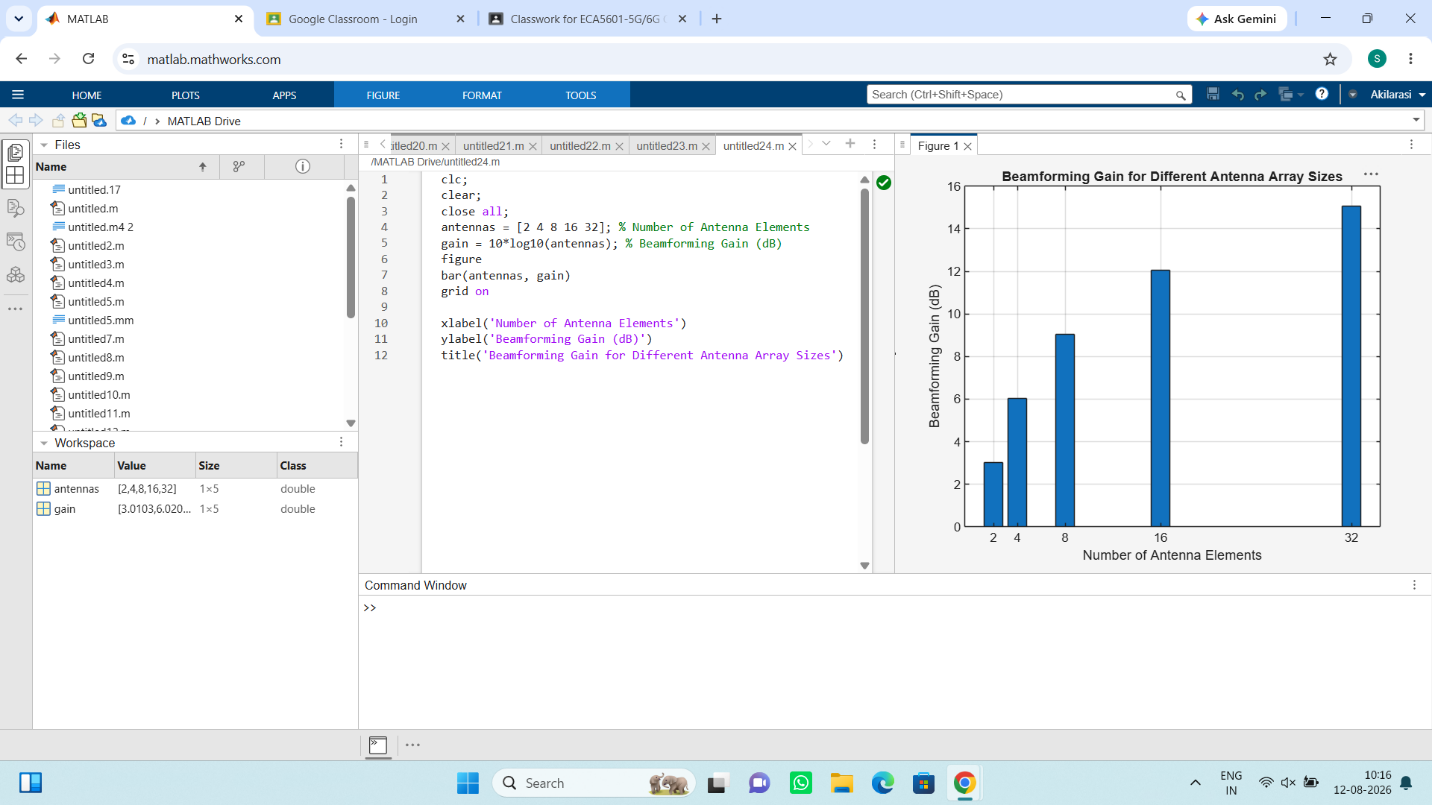 MATLAB
Google Classroom - Login
Classwork for ECA5601-5G/6G
Ask Gemini
matlab.mathworks.com
S
HOME
PLOTS
APPS
FIGURE
FORMAT
TOOLS
Search (Ctrl+Shift+Space)
Akilarasi
/ > MATLAB Drive
Files
Name
untitled.17
untitled.m
untitled.m4 2
untitled2.m
untitled3.m
untitled4.m
untitled5.m
untitled5.mm
untitled7.m
untitled8.m
untitled9.m
untitled10.m
untitled11.m
Workspace
Name Value Size Class
antennas [2,4,8,16,32] 1×5 double
gain [3.0103,6.020... 1×5 double
itled20.m
untitled21.m
untitled22.m
untitled23.m
untitled24.m
/MATLAB Drive/untitled24.m
1 clc;
2 clear;
3 close all;
4 antennas = [2 4 8 16 32]; % Number of Antenna Elements
5 gain = 10*log10(antennas); % Beamforming Gain (dB)
6 figure
7 bar(antennas, gain)
8 grid on
9
10 xlabel('Number of Antenna Elements')
11 ylabel('Beamforming Gain (dB)')
12 title('Beamforming Gain for Different Antenna Array Sizes')
Figure 1
Beamforming Gain for Different Antenna Array Sizes
16
14
12
10
8
6
4
2
0
Beamforming Gain (dB)
2 4 8 16 32
Number of Antenna Elements
Command Window
>>
Search
ENG
IN
10:16
12-08-2026